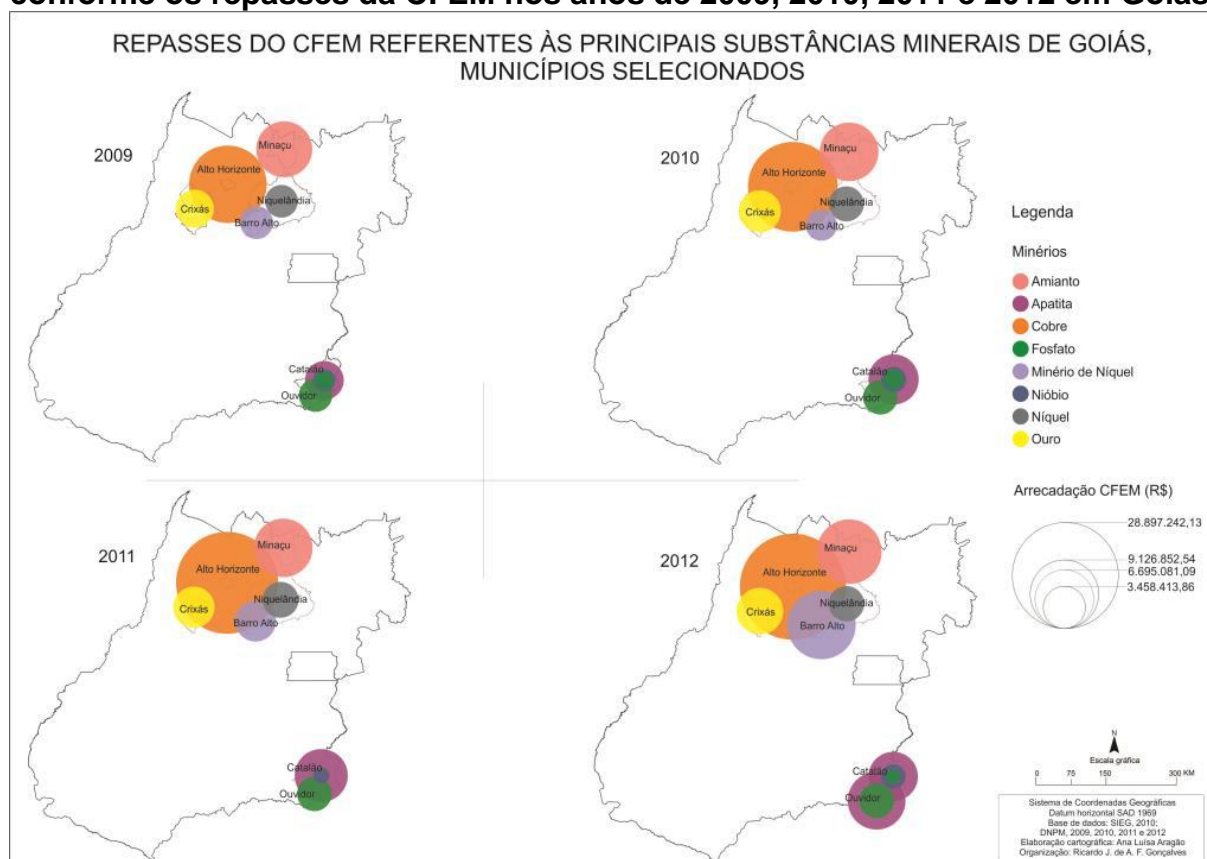 conforme os repasses da CFEM nos anos de 2009, 2010, 2011 e 2012 em Goiás
REPASSES DO CFEM REFERENTES ÀS PRINCIPAIS SUBSTÂNCIAS MINERAIS DE GOIÁS,
MUNICÍPIOS SELECIONADOS
2009
Minaçu
Alto Horizonte
Crixás
Niquelândia
Barro Alto
Catalão
Ouvidor
2010
Minaçu
Alto Horizonte
Crixás
Niquelândia
Barro Alto
Catalão
Ouvidor
Legenda
Minérios
Amianto
Apatita
Cobre
Fosfato
Minério de Níquel
Nióbio
Níquel
Ouro
Arrecadação CFEM (R$)
28.897.242,13
9.126.852,54
6.695.081,09
3.458.413,86
2011
Minaçu
Alto Horizonte
Crixás
Niquelândia
Barro Alto
Catalão
Ouvidor
2012
Minaçu
Alto Horizonte
Crixás
Niquelândia
Barro Alto
Catalão
Ouvidor
N
Escala gráfica
0 75 150 300 KM
Sistema de Coordenadas Geográficas
Datum horizontal SAD 1969
Base de dados: SIEG, 2010;
DNPM, 2009, 2010, 2011 e 2012
Elaboração cartográfica: Ana Luísa Aragão
Organização: Ricardo J. de A. F. Gonçalves